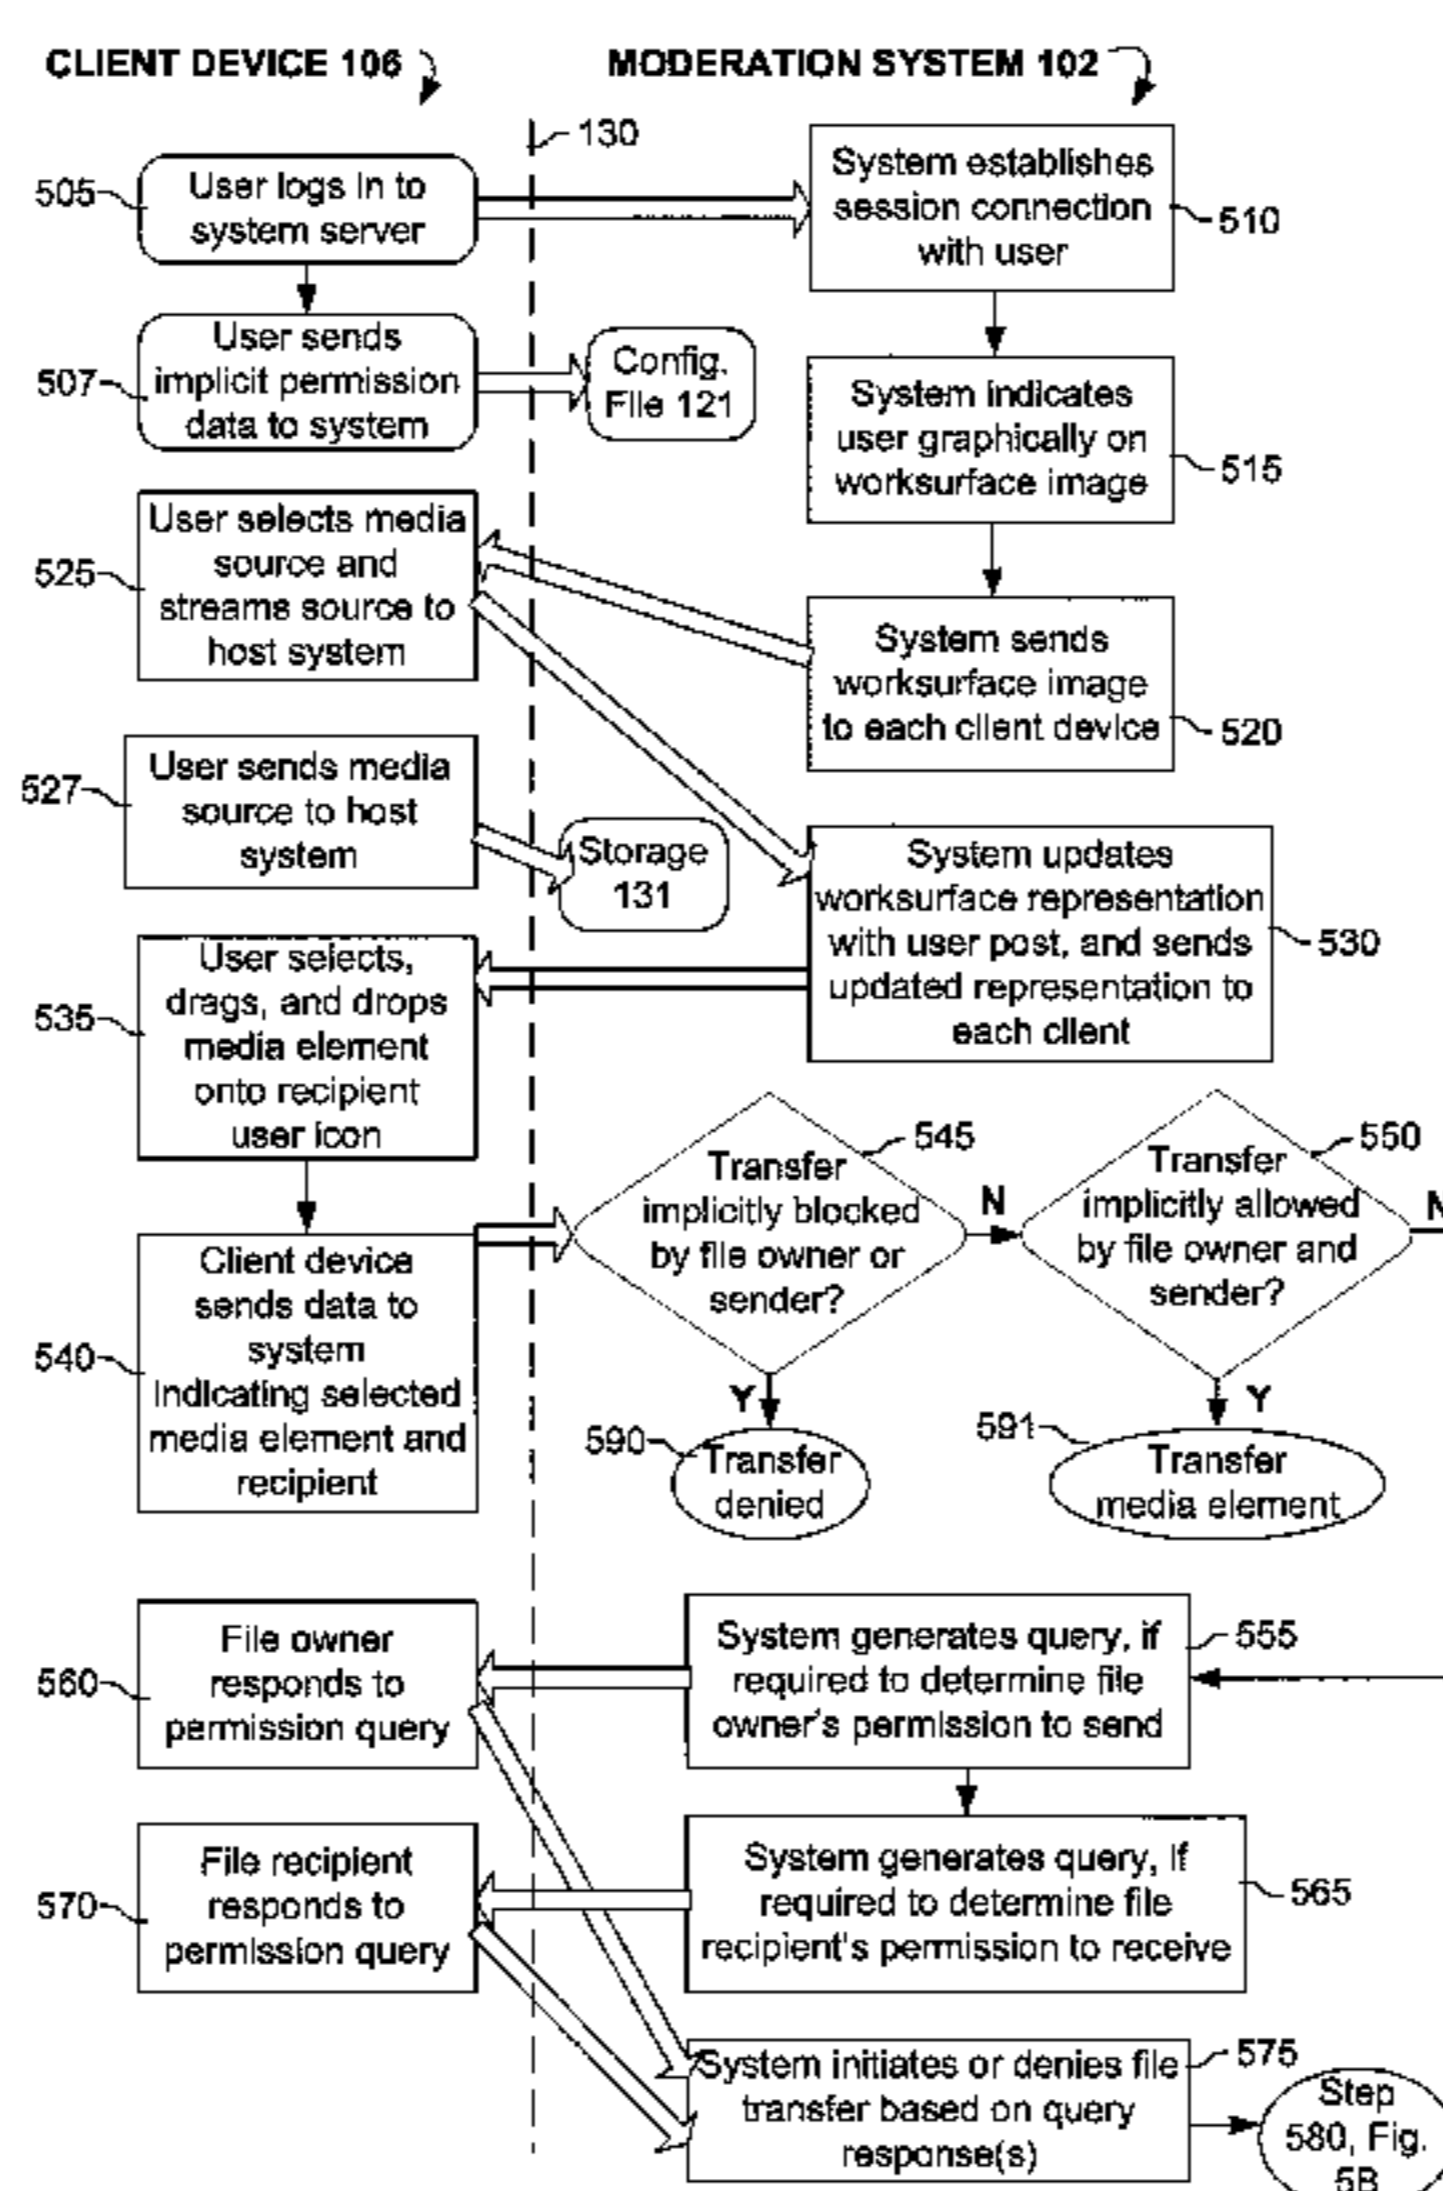 CLIENT DEVICE 106
MODERATION SYSTEM 102
130
505
User logs in to
system server
System establishes
session connection
with user
510
507
User sends
implicit permission
data to system
Config.
File 121
System indicates
user graphically on
worksurface image
515
525
User selects media
source and
streams source to
host system
System sends
worksurface image
to each client device
520
527
User sends media
source to host
system
Storage
131
System updates
worksurface representation
with user post, and sends
updated representation to
each client
530
535
User selects,
drags, and drops
media element
onto recipient
user icon
540
Client device
sends data to
system
indicating selected
media element and
recipient
545
Transfer
implicitly blocked
by file owner or
sender?
N
550
Transfer
implicitly allowed
by file owner and
sender?
N
Y
590
Transfer
denied
Y
591
Transfer
media element
560
File owner
responds to
permission query
System generates query, if
required to determine file
owner's permission to send
555
570
File recipient
responds to
permission query
System generates query, if
required to determine file
recipient's permission to receive
565
System initiates or denies file
transfer based on query
response(s)
575
Step
580, Fig.
5B